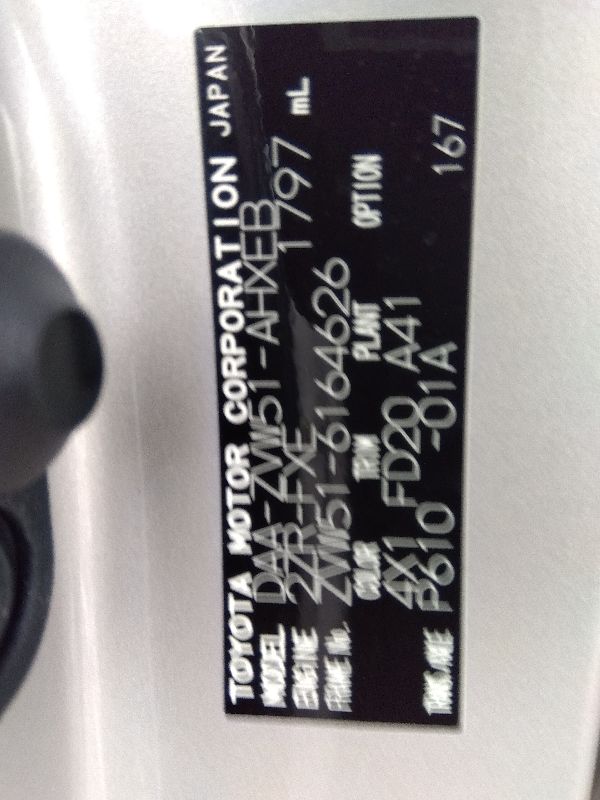 TOYOTA MOTOR CORPORATION JAPAN
MODEL DAA-ZVW51-AHXEB
ENGINE 2ZR-FXE 1797 mL
FRAME No. ZVW51-6164626
COLOR TRIM PLANT OPTION
4X1 FD20 A41
TRANS./AXLE P610 -01A 167